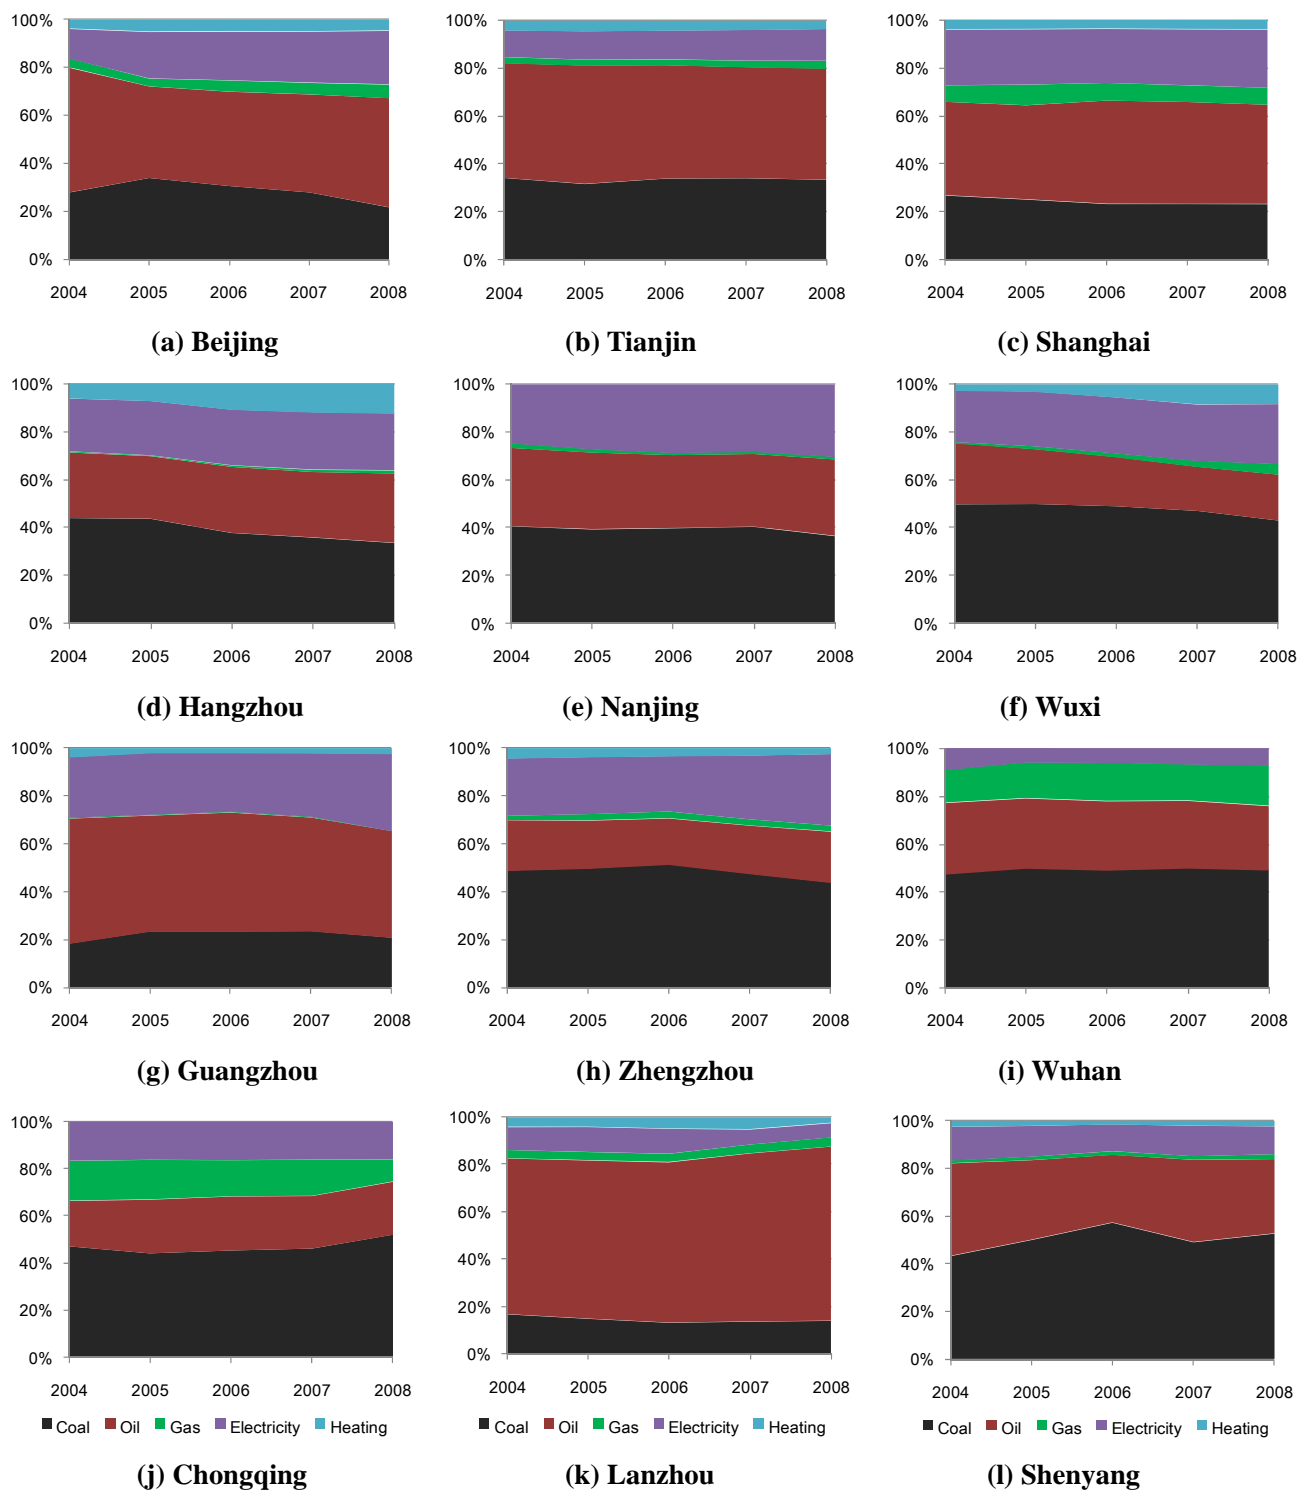 100% 100% 100%
80% 80% 80%
60% 60% 60%
40% 40% 40%
20% 20% 20%
0% 0% 0%
2004 2005 2006 2007 2008 2004 2005 2006 2007 2008 2004 2005 2006 2007 2008
(a) Beijing (b) Tianjin (c) Shanghai
100% 100% 100%
80% 80% 80%
60% 60% 60%
40% 40% 40%
20% 20% 20%
0% 0% 0%
2004 2005 2006 2007 2008 2004 2005 2006 2007 2008 2004 2005 2006 2007 2008
(d) Hangzhou (e) Nanjing (f) Wuxi
100% 100% 100%
80% 80% 80%
60% 60% 60%
40% 40% 40%
20% 20% 20%
0% 0% 0%
2004 2005 2006 2007 2008 2004 2005 2006 2007 2008 2004 2005 2006 2007 2008
(g) Guangzhou (h) Zhengzhou (i) Wuhan
100% 100% 100%
80% 80% 80%
60% 60% 60%
40% 40% 40%
20% 20% 20%
0% 0% 0%
2004 2005 2006 2007 2008 2004 2005 2006 2007 2008 2004 2005 2006 2007 2008
Coal Oil Gas Electricity Heating Coal Oil Gas Electricity Heating Coal Oil Gas Electricity Heating
(j) Chongqing (k) Lanzhou (l) Shenyang